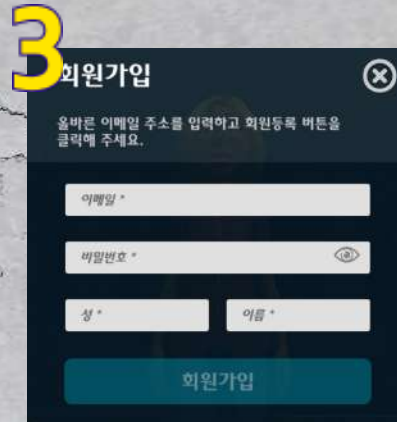 3
회원가입
올바른 이메일 주소를 입력하고 회원등록 버튼을
클릭해 주세요.
이메일 *
비밀번호 *
성 * 이름 *
회원가입